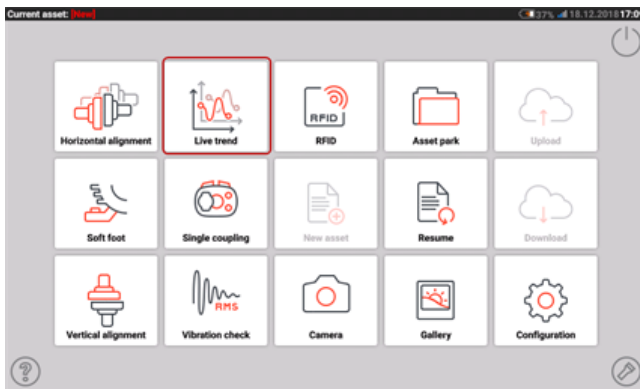 Current asset: [New]
37% 18.12.2018 17:09
Horizontal alignment
Live trend
RFID
RFID
Asset park
Upload
Soft foot
Single coupling
New asset
Resume
Download
Vertical alignment
RMS
Vibration check
Camera
Gallery
Configuration
?